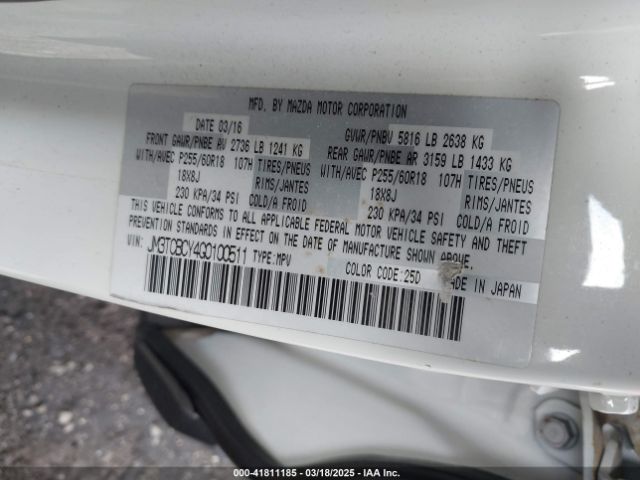 MFD. BY MAZDA MOTOR CORPORATION
DATE 03/16 GVWR/PNBV 5816 LB 2638 KG
FRONT GAWR/PNBE AV 2736 LB 1241 KG REAR GAWR/PNBE AR 3159 LB 1433 KG
WITH/AVEC P255/60R18 107H TIRES/PNEUS WITH/AVEC P255/60R18 107H TIRES/PNEUS
18X8J RIMS/JANTES 18X8J RIMS/JANTES
230 KPA/34 PSI COLD/A FROID 230 KPA/34 PSI COLD/A FROID
THIS VEHICLE CONFORMS TO ALL APPLICABLE FEDERAL MOTOR VEHICLE SAFETY AND THEFT
PREVENTION STANDARDS IN EFFECT ON THE DATE OF MANUFACTURE SHOWN ABOVE.
VIN: JM3TCBCY4G0100511 TYPE:MPV COLOR CODE:25D MADE IN JAPAN
000-41811185 | 03/18/2025 | IAA Inc.